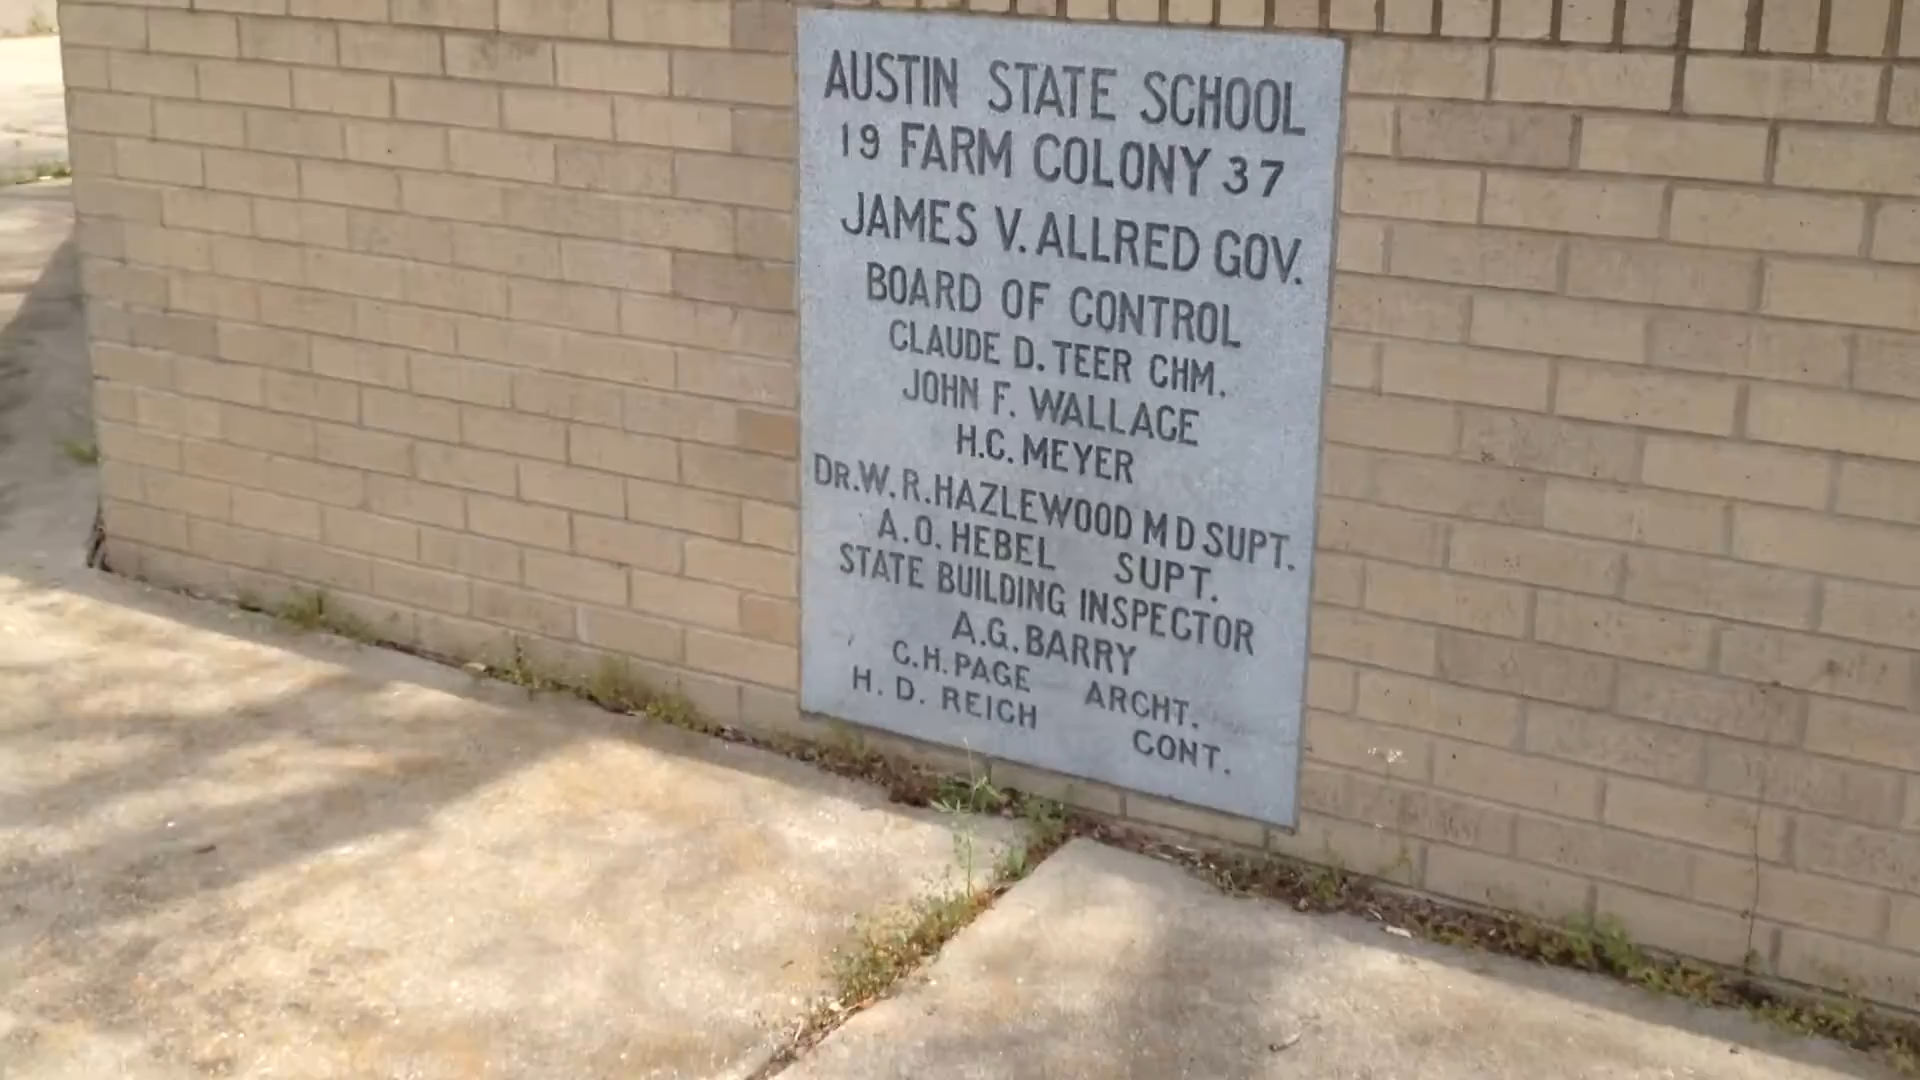 AUSTIN STATE SCHOOL
19 FARM COLONY 37
JAMES V. ALLRED GOV.
BOARD OF CONTROL
CLAUDE D. TEER CHM.
JOHN F. WALLACE
H.C. MEYER
DR. W. R. HAZLEWOOD M D SUPT.
A.O. HEBEL SUPT.
STATE BUILDING INSPECTOR
A.G. BARRY
C.H. PAGE ARCHT.
H. D. REICH CONT.